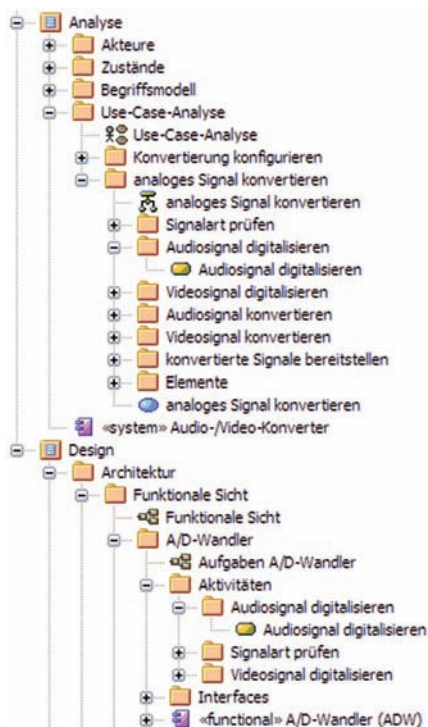 Analyse
Akteure
Zustände
Begriffsmodell
Use-Case-Analyse
Use-Case-Analyse
Konvertierung konfigurieren
analoges Signal konvertieren
analoges Signal konvertieren
Signalart prüfen
Audiosignal digitalisieren
Audiosignal digitalisieren
Videosignal digitalisieren
Audiosignal konvertieren
Videosignal konvertieren
konvertierte Signale bereitstellen
Elemente
analoges Signal konvertieren
«system» Audio-/Video-Konverter
Design
Architektur
Funktionale Sicht
Funktionale Sicht
A/D-Wandler
Aufgaben A/D-Wandler
Aktivitäten
Audiosignal digitalisieren
Audiosignal digitalisieren
Signalart prüfen
Videosignal digitalisieren
Interfaces
«functional» A/D-Wandler (ADW)